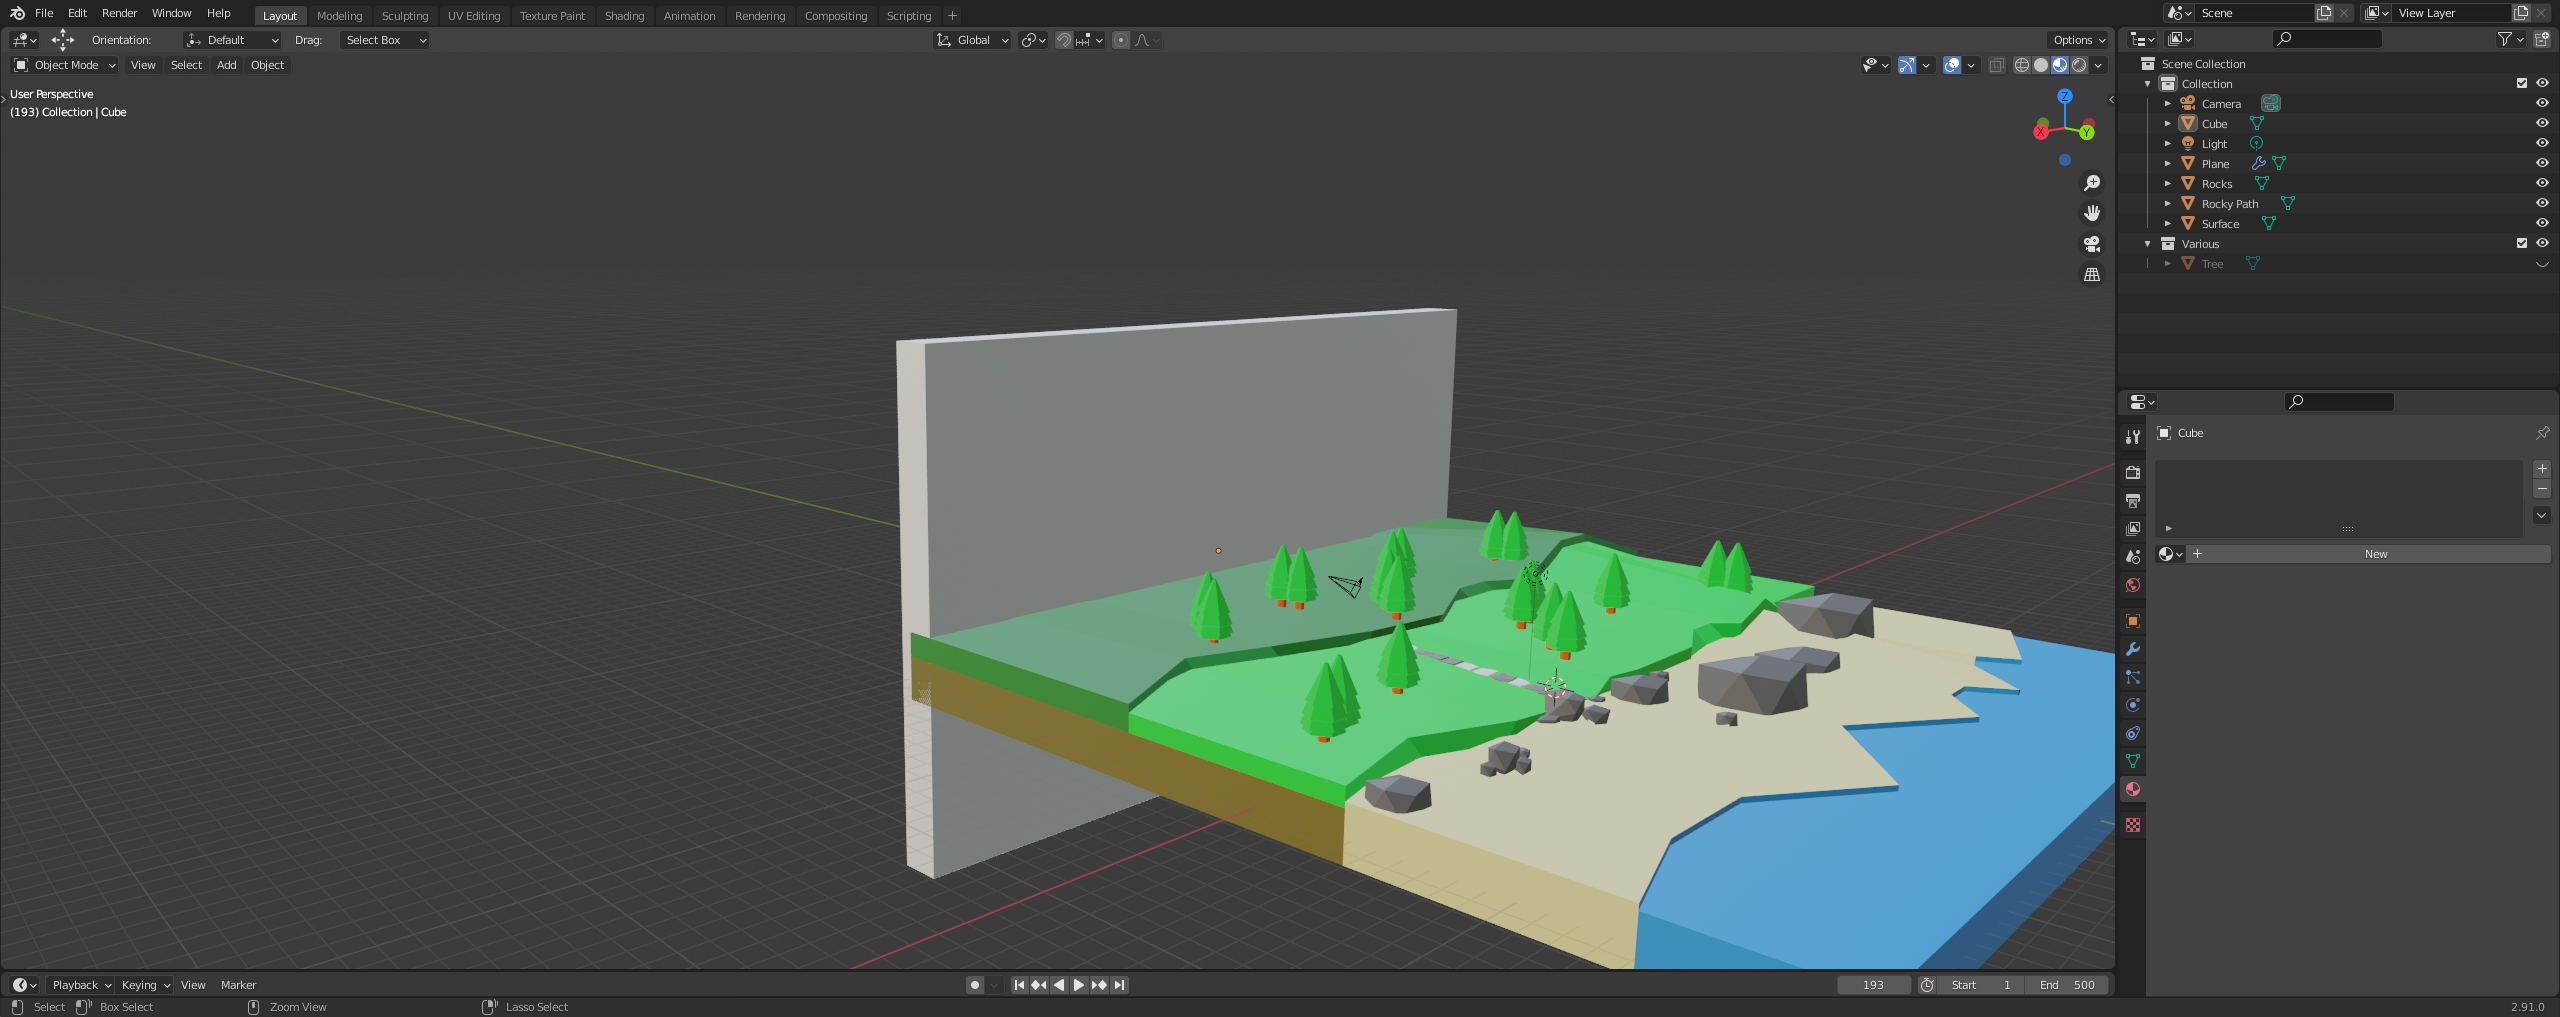 File Edit Render Window Help Layout Modeling Sculpting UV Editing Texture Paint Shading Animation Rendering Compositing Scripting + Scene View Layer
Orientation: Default Drag: Select Box Global Options
Object Mode View Select Add Object
User Perspective
(193) Collection | Cube
Z
X Y
Scene Collection
Collection
Camera
Cube
Light
Plane
Rocks
Rocky Path
Surface
Various
Tree
Cube
New
Playback Keying View Marker 193 Start 1 End 500
Select Box Select Zoom View Lasso Select 2.91.0